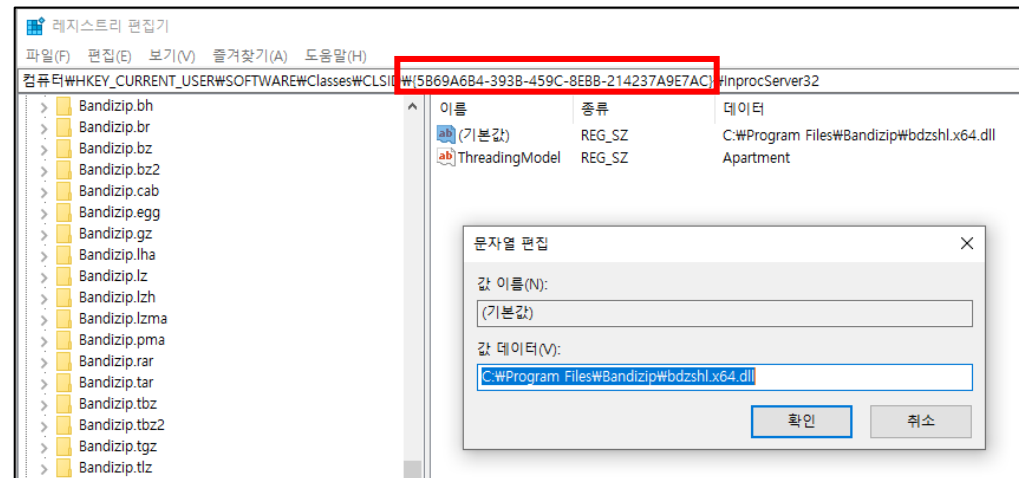 레지스트리 편집기
파일(F) 편집(E) 보기(V) 즐겨찾기(A) 도움말(H)
컴퓨터₩HKEY_CURRENT_USER₩SOFTWARE₩Classes₩CLSID₩{5B69A6B4-393B-459C-8EBB-214237A9E7AC}₩InprocServer32
Bandizip.bh
Bandizip.br
Bandizip.bz
Bandizip.bz2
Bandizip.cab
Bandizip.egg
Bandizip.gz
Bandizip.lha
Bandizip.lz
Bandizip.lzh
Bandizip.lzma
Bandizip.pma
Bandizip.rar
Bandizip.tar
Bandizip.tbz
Bandizip.tbz2
Bandizip.tgz
Bandizip.tlz
이름 종류 데이터
ab (기본값) REG_SZ C:₩Program Files₩Bandizip₩bdzshl.x64.dll
ab ThreadingModel REG_SZ Apartment
문자열 편집
값 이름(N):
(기본값)
값 데이터(V):
C:₩Program Files₩Bandizip₩bdzshl.x64.dll
확인 취소